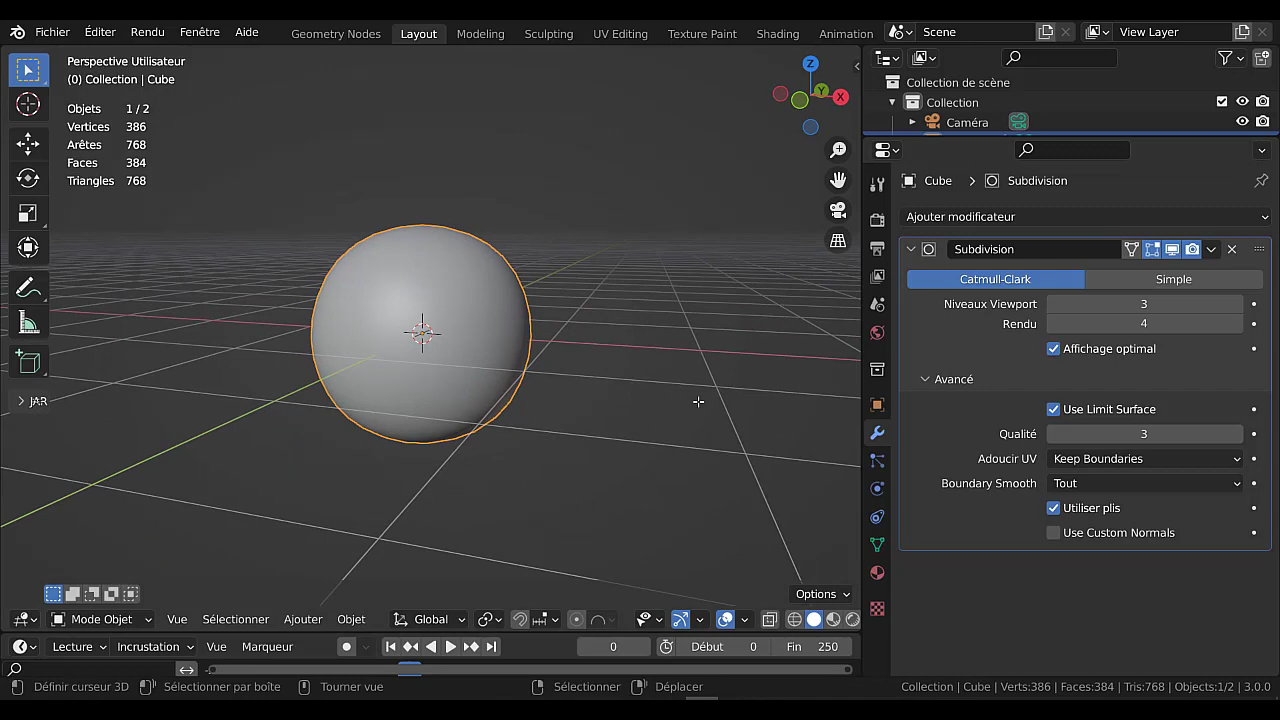 Fichier Éditer Rendu Fenêtre Aide Geometry Nodes Layout Modeling Sculpting UV Editing Texture Paint Shading Animation Scene View Layer
Perspective Utilisateur
(0) Collection | Cube
Objets 1 / 2
Vertices 386
Arêtes 768
Faces 384
Triangles 768
Z
Y
X
JAR
Options
Mode Objet Vue Sélectionner Ajouter Objet Global
Lecture Incrustation Vue Marqueur 0 Début 0 Fin 250
Collection de scène
Collection
Caméra
Cube > Subdivision
Ajouter modificateur
Subdivision
Catmull-Clark Simple
Niveaux Viewport 3
Rendu 4
Affichage optimal
Avancé
Use Limit Surface
Qualité 3
Adoucir UV Keep Boundaries
Boundary Smooth Tout
Utiliser plis
Use Custom Normals
Définir curseur 3D Sélectionner par boîte Tourner vue Sélectionner Déplacer Collection | Cube | Verts:386 | Faces:384 | Tris:768 | Objects:1/2 | 3.0.0